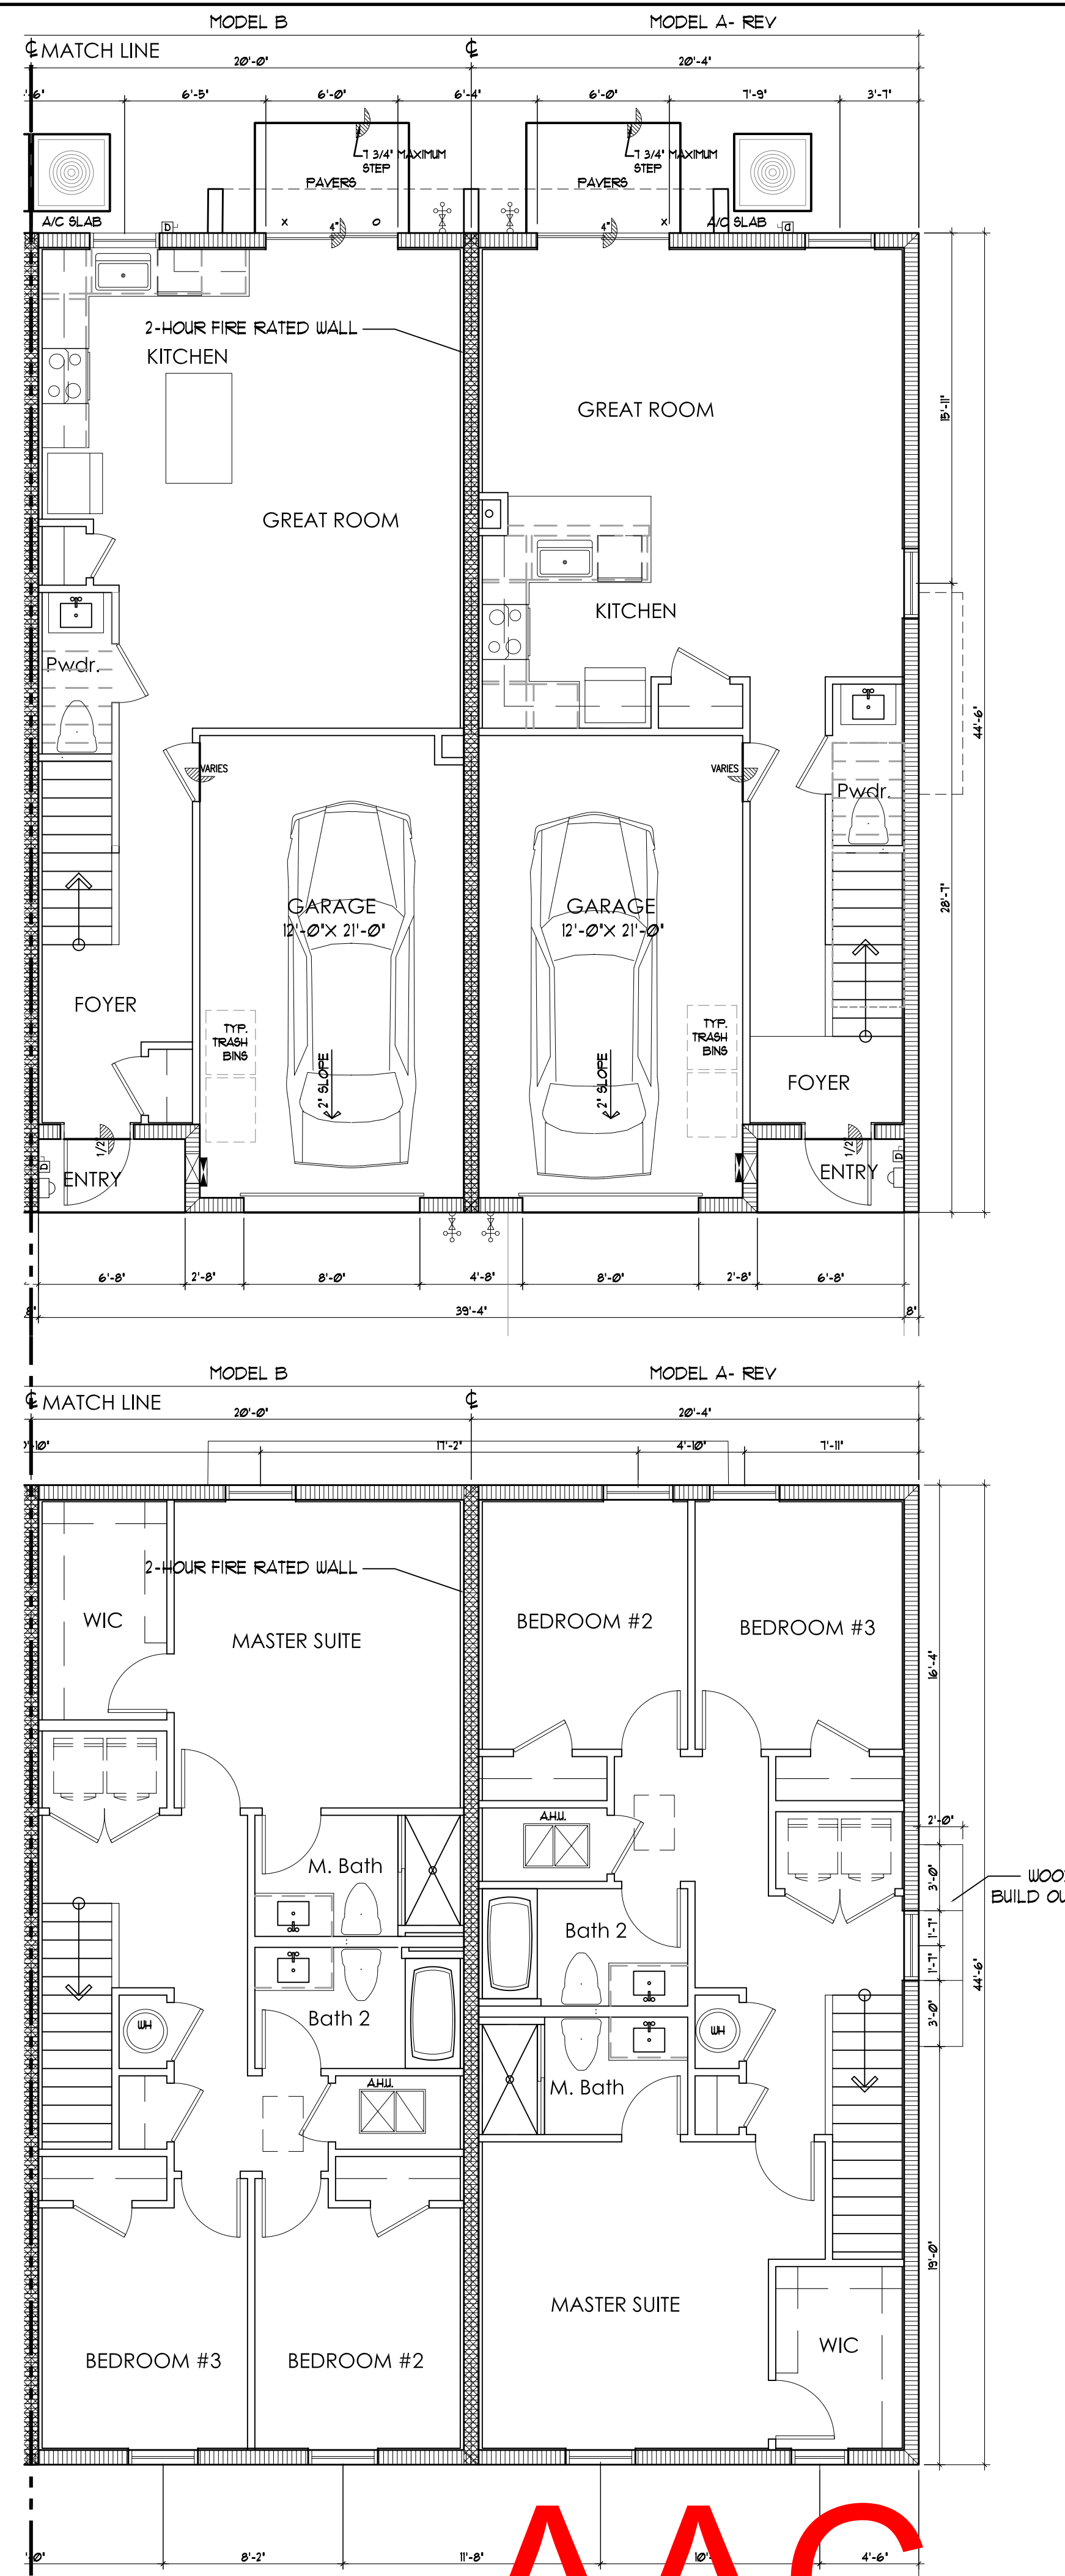 MODEL B MODEL A- REV
℄ MATCH LINE ℄
20'-0" 20'-4"
6'-5" 6'-0" 6'-4" 6'-0" 7'-9" 3'-7"
7 3/4" MAXIMUM
STEP
7 3/4" MAXIMUM
STEP
PAVERS PAVERS
A/C SLAB D X 4" O 4" X A/C SLAB D
2-HOUR FIRE RATED WALL
KITCHEN
GREAT ROOM
15'-11"
GREAT ROOM
KITCHEN
Pwdr.
44'-6"
VARIES VARIES
Pwdr.
GARAGE
12'-0" X 21'-0"
GARAGE
12'-0" X 21'-0"
28'-7"
FOYER
TYP.
TRASH
BINS
TYP.
TRASH
BINS
2" SLOPE 2" SLOPE
FOYER
1/2" 1/2"
D ENTRY ENTRY D
6'-8" 2'-8" 8'-0" 4'-8" 8'-0" 2'-8" 6'-8"
8" 39'-4" 8"
MODEL B MODEL A- REV
℄ MATCH LINE ℄
20'-0" 20'-4"
17'-2" 4'-10" 7'-11"
2-HOUR FIRE RATED WALL
WIC
MASTER SUITE
BEDROOM #2
BEDROOM #3
16'-4"
A.H.U.
2'-0"
M. Bath
3'-0"
BUILD
Bath 2
1'-7"
1'-7"
44'-6"
Bath 2
WH WH
3'-0"
A.H.U.
M. Bath
19'-0"
MASTER SUITE
WIC
BEDROOM #3
BEDROOM #2
AAC
8'-2" 11'-8" 4'-6"